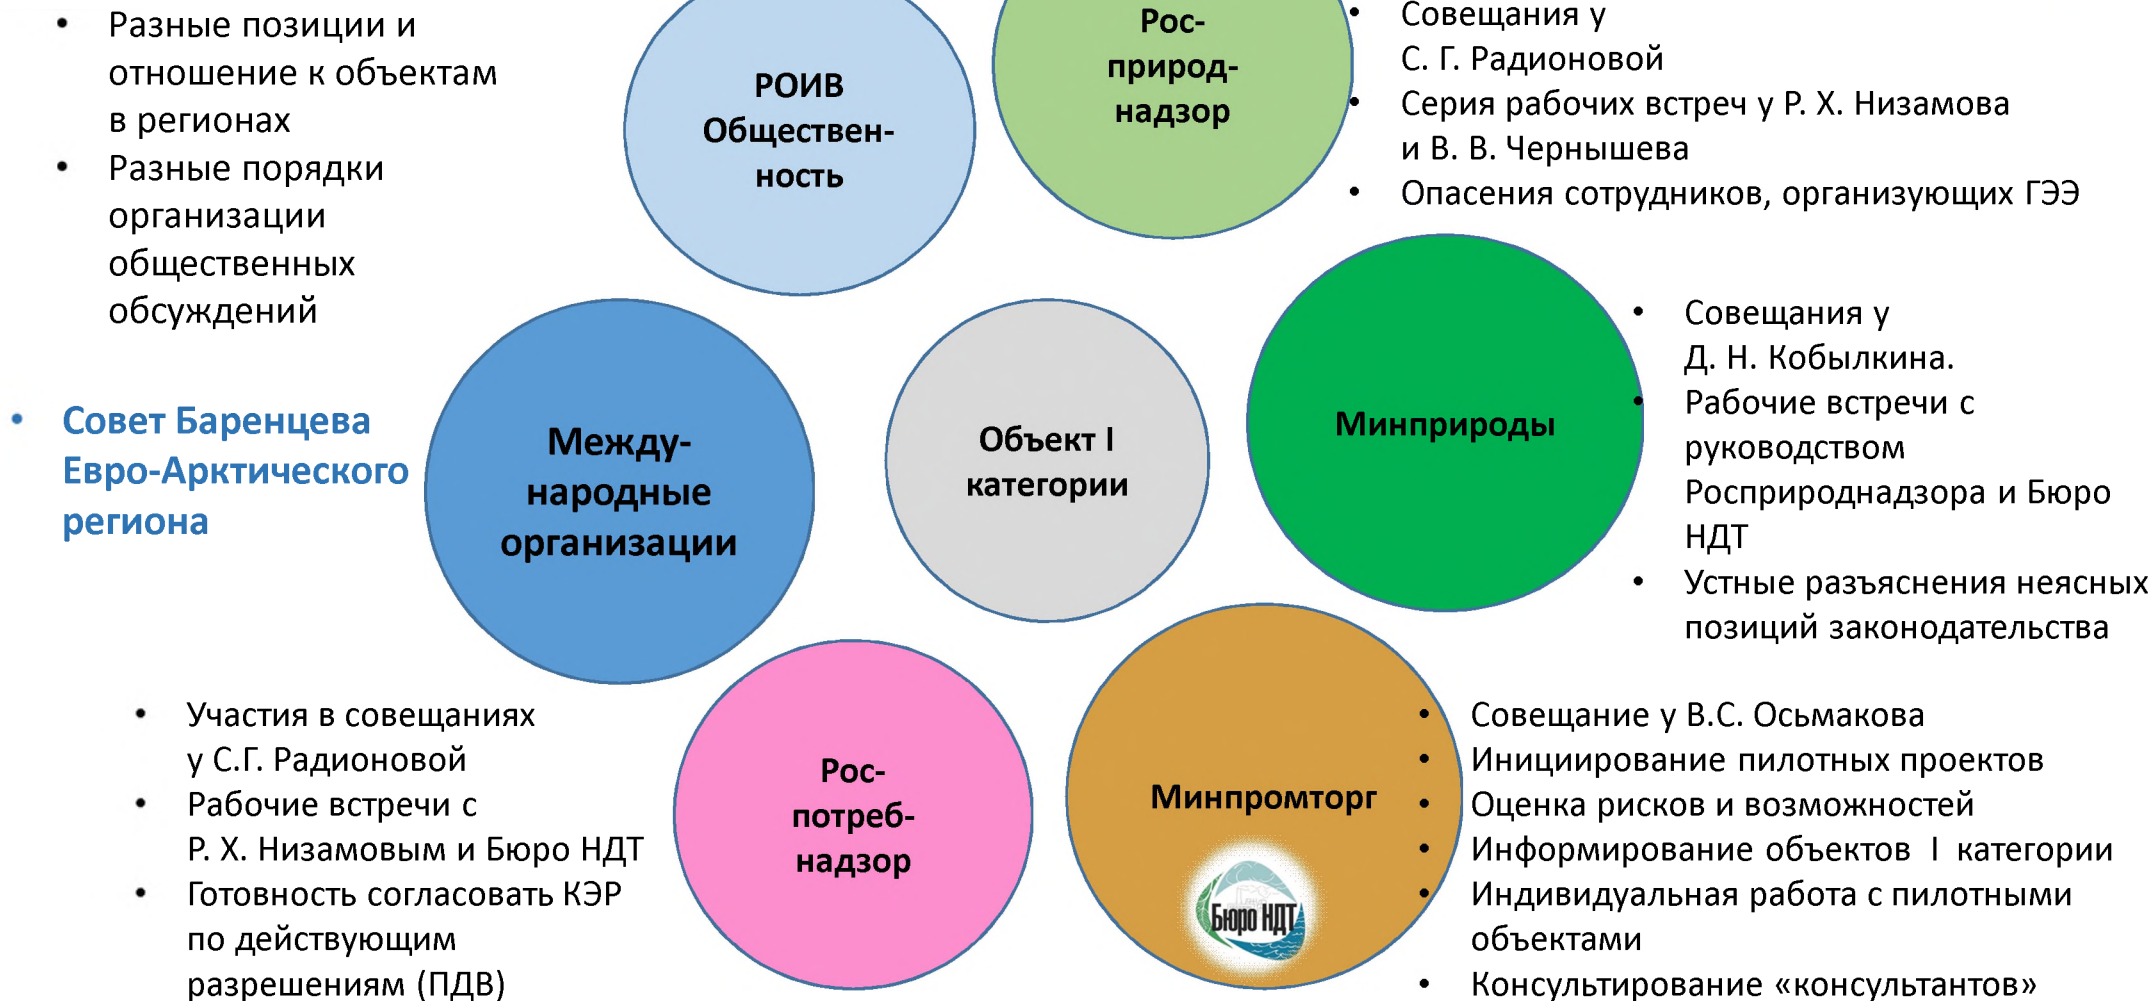 • Разные позиции и
отношение к объектам
в регионах
• Разные порядки
организации
общественных
обсуждений
РОИВ
Обществен-
ность
Рос-
природ-
надзор
• Совещания у
С. Г. Радионовой
• Серия рабочих встреч у Р. Х. Низамова
и В. В. Чернышева
• Опасения сотрудников, организующих ГЭЭ
• Совет Баренцева
Евро-Арктического
региона
Между-
народные
организации
Объект I
категории
Минприроды
• Совещания у
Д. Н. Кобылкина.
• Рабочие встречи с
руководством
Росприроднадзора и Бюро
НДТ
• Устные разъяснения неясных
позиций законодательства
• Участия в совещаниях
у С.Г. Радионовой
• Рабочие встречи с
Р. Х. Низамовым и Бюро НДТ
• Готовность согласовать КЭР
по действующим
разрешениям (ПДВ)
Рос-
потреб-
надзор
Минпромторг
Бюро НДТ
• Совещание у В.С. Осьмакова
• Инициирование пилотных проектов
• Оценка рисков и возможностей
• Информирование объектов I категории
• Индивидуальная работа с пилотными
объектами
• Консультирование «консультантов»